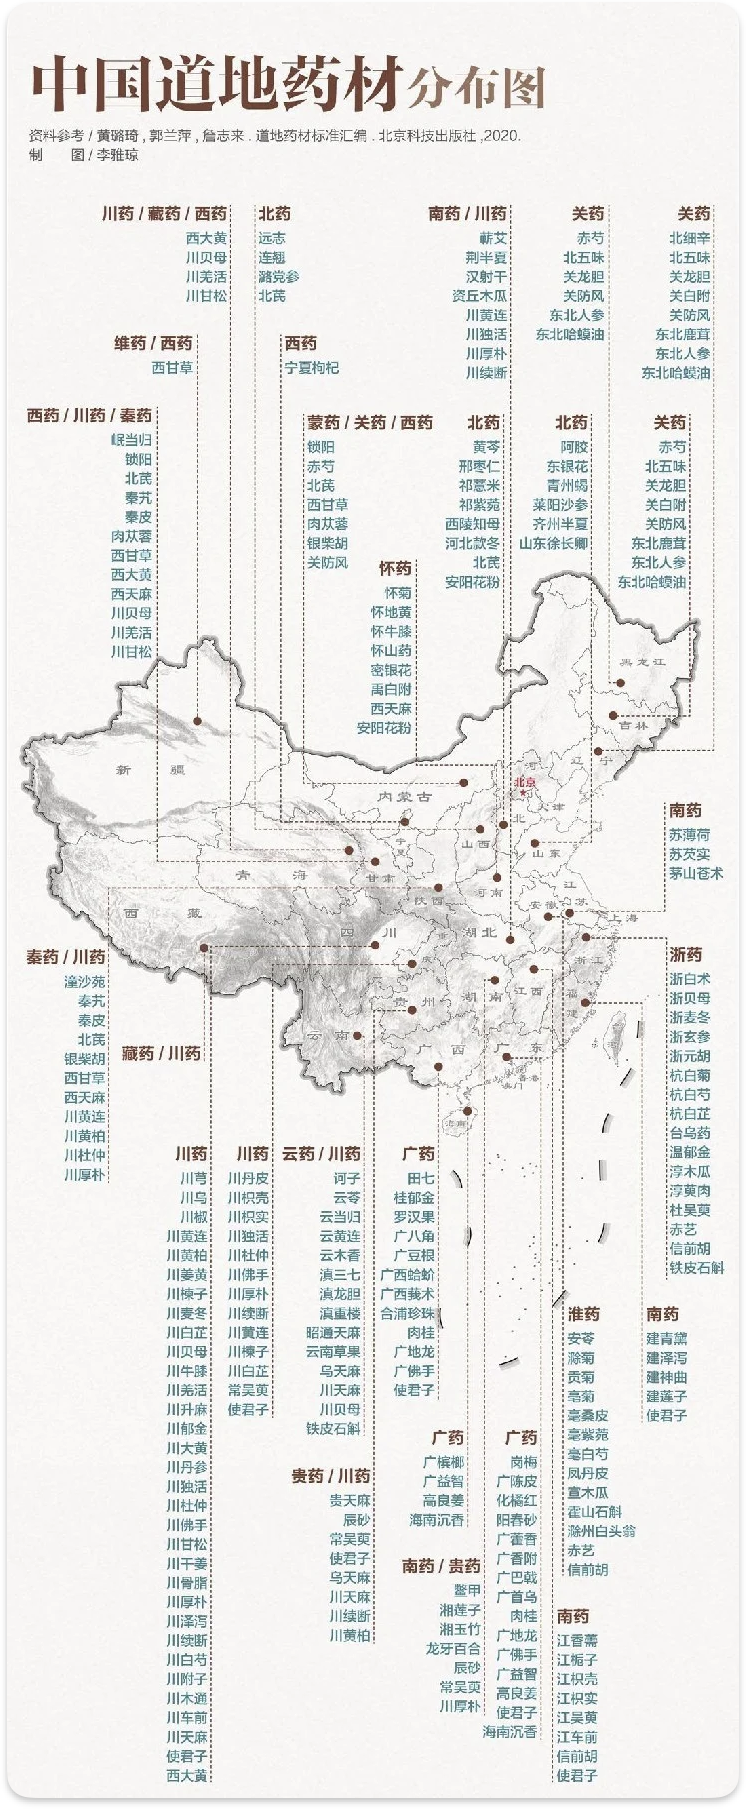 中国道地药材分布图
资料参考 / 黄璐琦 , 郭兰萍 , 詹志来 . 道地药材标准汇编 . 北京科技出版社 ,2020.
制　　图 / 李雅琼
川药 / 藏药 / 西药
西大黄
川贝母
川羌活
川甘松
北药
远志
连翘
潞党参
北芪
南药 / 川药
蕲艾
荆半夏
汉射干
资丘木瓜
川黄连
川独活
川厚朴
川续断
关药
赤芍
北五味
关龙胆
关防风
东北人参
东北哈蟆油
关药
北细辛
北五味
关龙胆
关白附
关防风
东北鹿茸
东北人参
东北哈蟆油
维药 / 西药
西甘草
西药
宁夏枸杞
西药 / 川药 / 秦药
岷当归
锁阳
北芪
秦艽
秦皮
肉苁蓉
西甘草
西大黄
西天麻
川贝母
川羌活
川甘松
蒙药 / 关药 / 西药
锁阳
赤芍
北芪
西甘草
肉苁蓉
银柴胡
关防风
北药
黄芩
邢枣仁
祁薏米
祁紫菀
西陵知母
河北款冬
北芪
安阳花粉
北药
阿胶
东银花
青州蝎
莱阳沙参
齐州半夏
山东徐长卿
关药
赤芍
北五味
关龙胆
关白附
关防风
东北鹿茸
东北人参
东北哈蟆油
怀药
怀菊
怀地黄
怀牛膝
怀山药
密银花
禹白附
西天麻
安阳花粉
黑龙江
吉林
辽宁
新疆
内蒙古
北京
天津
河北
山西
山东
宁夏
青海
甘肃
陕西
河南
江苏
安徽
上海
西藏
四川
湖北
重庆
浙江
贵州
湖南
江西
福建
云南
广西
广东
台湾
香港
澳门
海南
南药
苏薄荷
苏芡实
茅山苍术
秦药 / 川药
潼沙苑
秦艽
秦皮
北芪
银柴胡
西甘草
西天麻
川黄连
川黄柏
川杜仲
川厚朴
藏药 / 川药
浙药
浙白术
浙贝母
浙麦冬
浙玄参
浙元胡
杭白菊
杭白芍
杭白芷
台乌药
温郁金
淳木瓜
淳萸肉
杜吴萸
赤艺
信前胡
铁皮石斛
川药
川芎
川乌
川椒
川黄连
川黄柏
川姜黄
川楝子
川麦冬
川白芷
川贝母
川牛膝
川羌活
川升麻
川郁金
川大黄
川丹参
川独活
川杜仲
川佛手
川甘松
川干姜
川骨脂
川厚朴
川泽泻
川续断
川白芍
川附子
川木通
川车前
川天麻
使君子
西大黄
川药
川丹皮
川枳壳
川枳实
川独活
川杜仲
川佛手
川厚朴
川续断
川黄连
川楝子
川白芷
常吴萸
使君子
云药 / 川药
诃子
云苓
云当归
云黄连
云木香
滇三七
滇龙胆
滇重楼
昭通天麻
云南草果
乌天麻
川天麻
川贝母
铁皮石斛
广药
田七
桂郁金
罗汉果
广八角
广豆根
广西蛤蚧
广西莪术
合浦珍珠
肉桂
广地龙
广佛手
使君子
淮药
安苓
滁菊
贡菊
亳菊
亳桑皮
亳紫菀
亳白芍
凤丹皮
宣木瓜
霍山石斛
滁州白头翁
赤艺
信前胡
南药
建青黛
建泽泻
建神曲
建莲子
使君子
广药
广槟榔
广益智
高良姜
海南沉香
广药
岗梅
广陈皮
化橘红
阳春砂
广藿香
广香附
广巴戟
广首乌
肉桂
广地龙
广佛手
广益智
高良姜
使君子
海南沉香
贵药 / 川药
贵天麻
辰砂
常吴萸
使君子
乌天麻
川天麻
川续断
川黄柏
南药 / 贵药
鳖甲
湘莲子
湘玉竹
龙牙百合
辰砂
常吴萸
川厚朴
南药
江香薷
江栀子
江枳壳
江枳实
江吴萸
江车前
信前胡
使君子